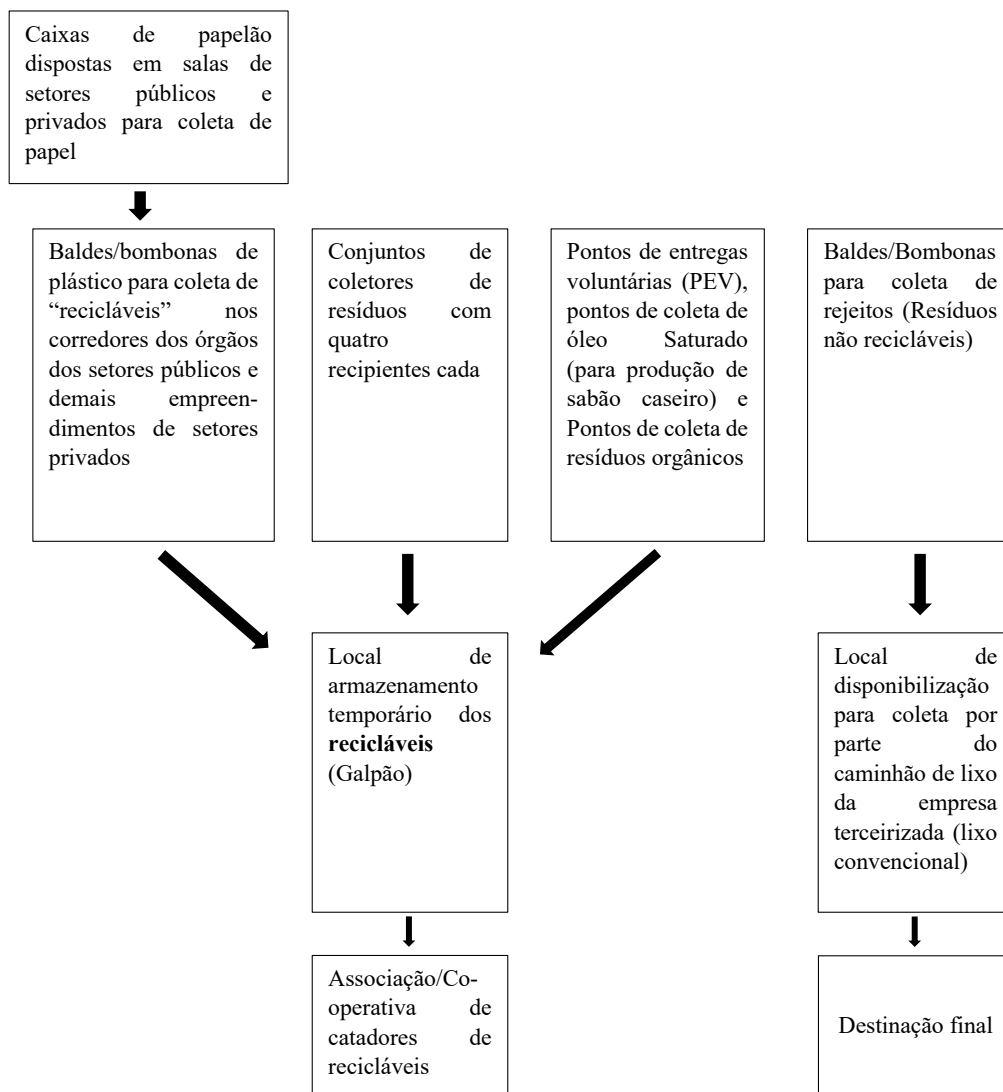 Caixas de papelão
dispostas em salas de
setores públicos e
privados para coleta de
papel
Baldes/bombonas de
plástico para coleta de
“recicláveis” nos
corredores dos órgãos
dos setores públicos e
demais empreen-
dimentos de setores
privados
Conjuntos de
coletores de
resíduos com
quatro
recipientes cada
Pontos de entregas
voluntárias (PEV),
pontos de coleta de
óleo Saturado
(para produção de
sabão caseiro) e
Pontos de coleta de
resíduos orgânicos
Baldes/Bombonas
para coleta de
rejeitos (Resíduos
não recicláveis)
Local de
armazenamento
temporário dos
recicláveis
(Galpão)
Local de
disponibilização
para coleta por
parte do
caminhão de lixo
da empresa
terceirizada (lixo
convencional)
Associação/Co-
operativa de
catadores de
recicláveis
Destinação final